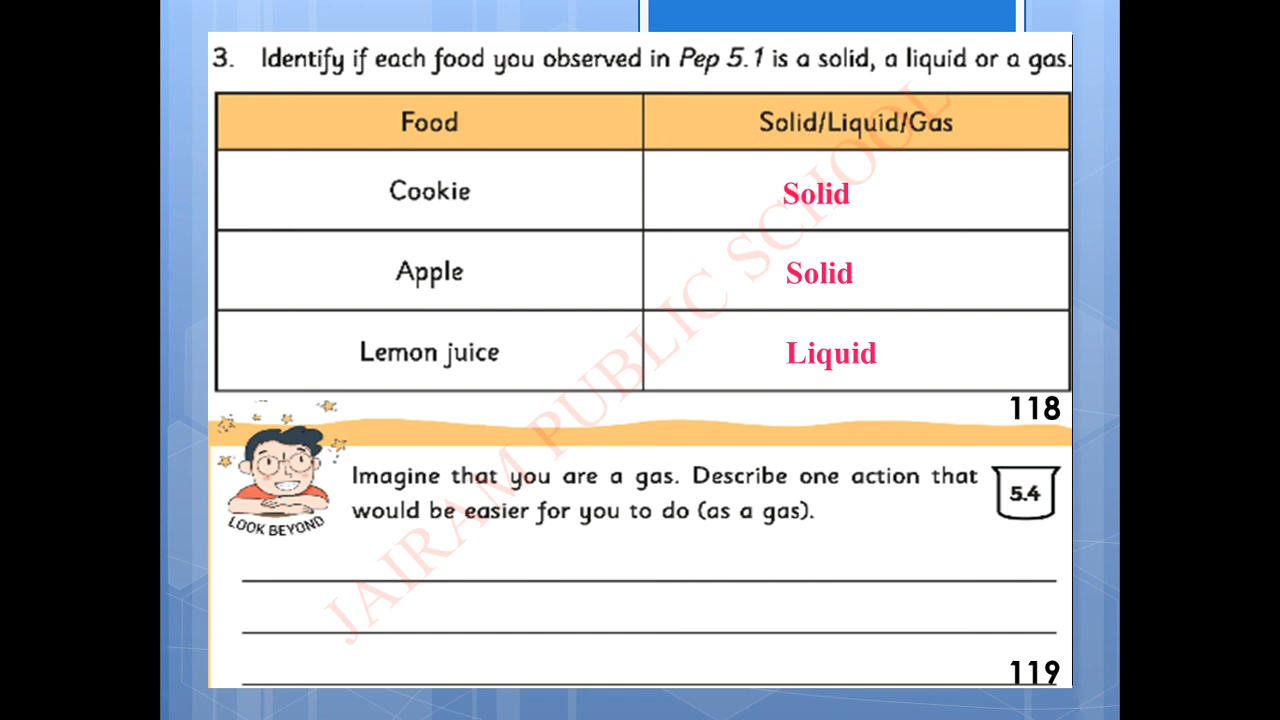 3. Identify if each food you observed in Pep 5.1 is a solid, a liquid or a gas.
Food Solid/Liquid/Gas
Cookie Solid
Apple Solid
Lemon juice Liquid
118
Imagine that you are a gas. Describe one action that
would be easier for you to do (as a gas).
5.4
LOOK BEYOND
119
JAIRAM PUBLIC SCHOOL